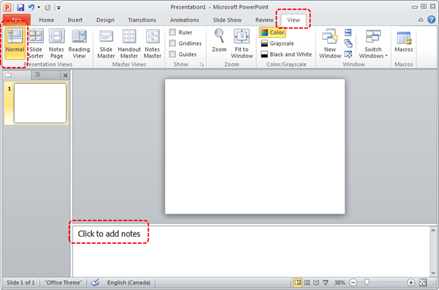 Presentation1 - Microsoft PowerPoint
Home Insert Design Transitions Animations Slide Show Review View
Normal Slide Sorter Notes Page Reading View
Presentation Views
Slide Master Handout Master Notes Master
Master Views
Ruler
Gridlines
Guides
Show
Zoom Fit to Window
Zoom
Color
Grayscale
Black and White
Color/Grayscale
New Window Switch Windows
Window
Macros
Macros
1
Click to add notes
Slide 1 of 1 "Office Theme" English (Canada) 38%